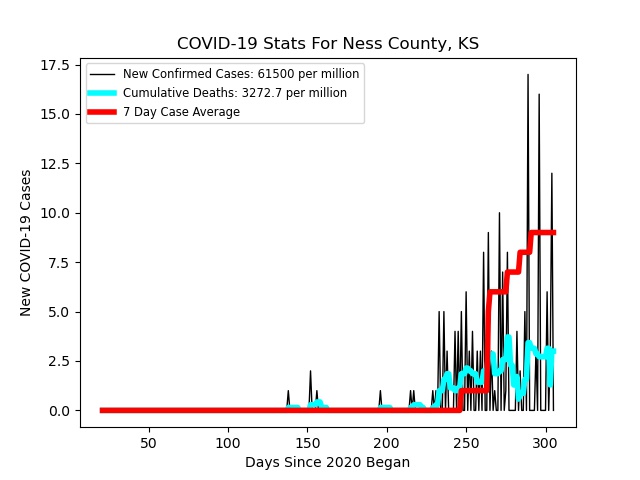 COVID-19 Stats For Ness County, KS
17.5
15.0
12.5
10.0
7.5
5.0
2.5
0.0
New COVID-19 Cases
New Confirmed Cases: 61500 per million
Cumulative Deaths: 3272.7 per million
7 Day Case Average
50 100 150 200 250 300
Days Since 2020 Began